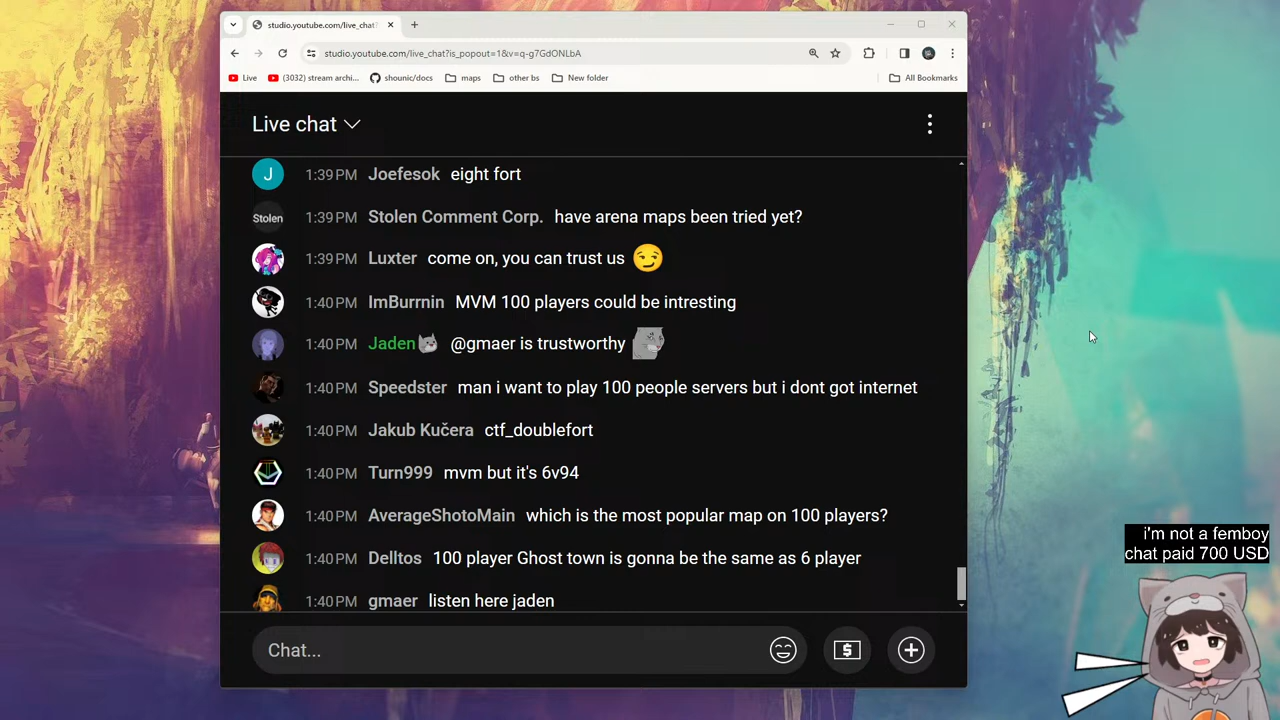 studio.youtube.com/live_chat?
studio.youtube.com/live_chat?is_popout=1&v=q-g7GdONLbA
Live
(3032) stream archi...
shounic/docs
maps
other bs
New folder
All Bookmarks
Live chat
J 1:39 PM Joefesok eight fort
Stolen 1:39 PM Stolen Comment Corp. have arena maps been tried yet?
1:39 PM Luxter come on, you can trust us 😏
1:40 PM ImBurrnin MVM 100 players could be intresting
1:40 PM Jaden @gmaer is trustworthy
1:40 PM Speedster man i want to play 100 people servers but i dont got internet
1:40 PM Jakub Kučera ctf_doublefort
1:40 PM Turn999 mvm but it's 6v94
1:40 PM AverageShotoMain which is the most popular map on 100 players?
1:40 PM Delltos 100 player Ghost town is gonna be the same as 6 player
1:40 PM gmaer listen here jaden
Chat...
i'm not a femboy
chat paid 700 USD